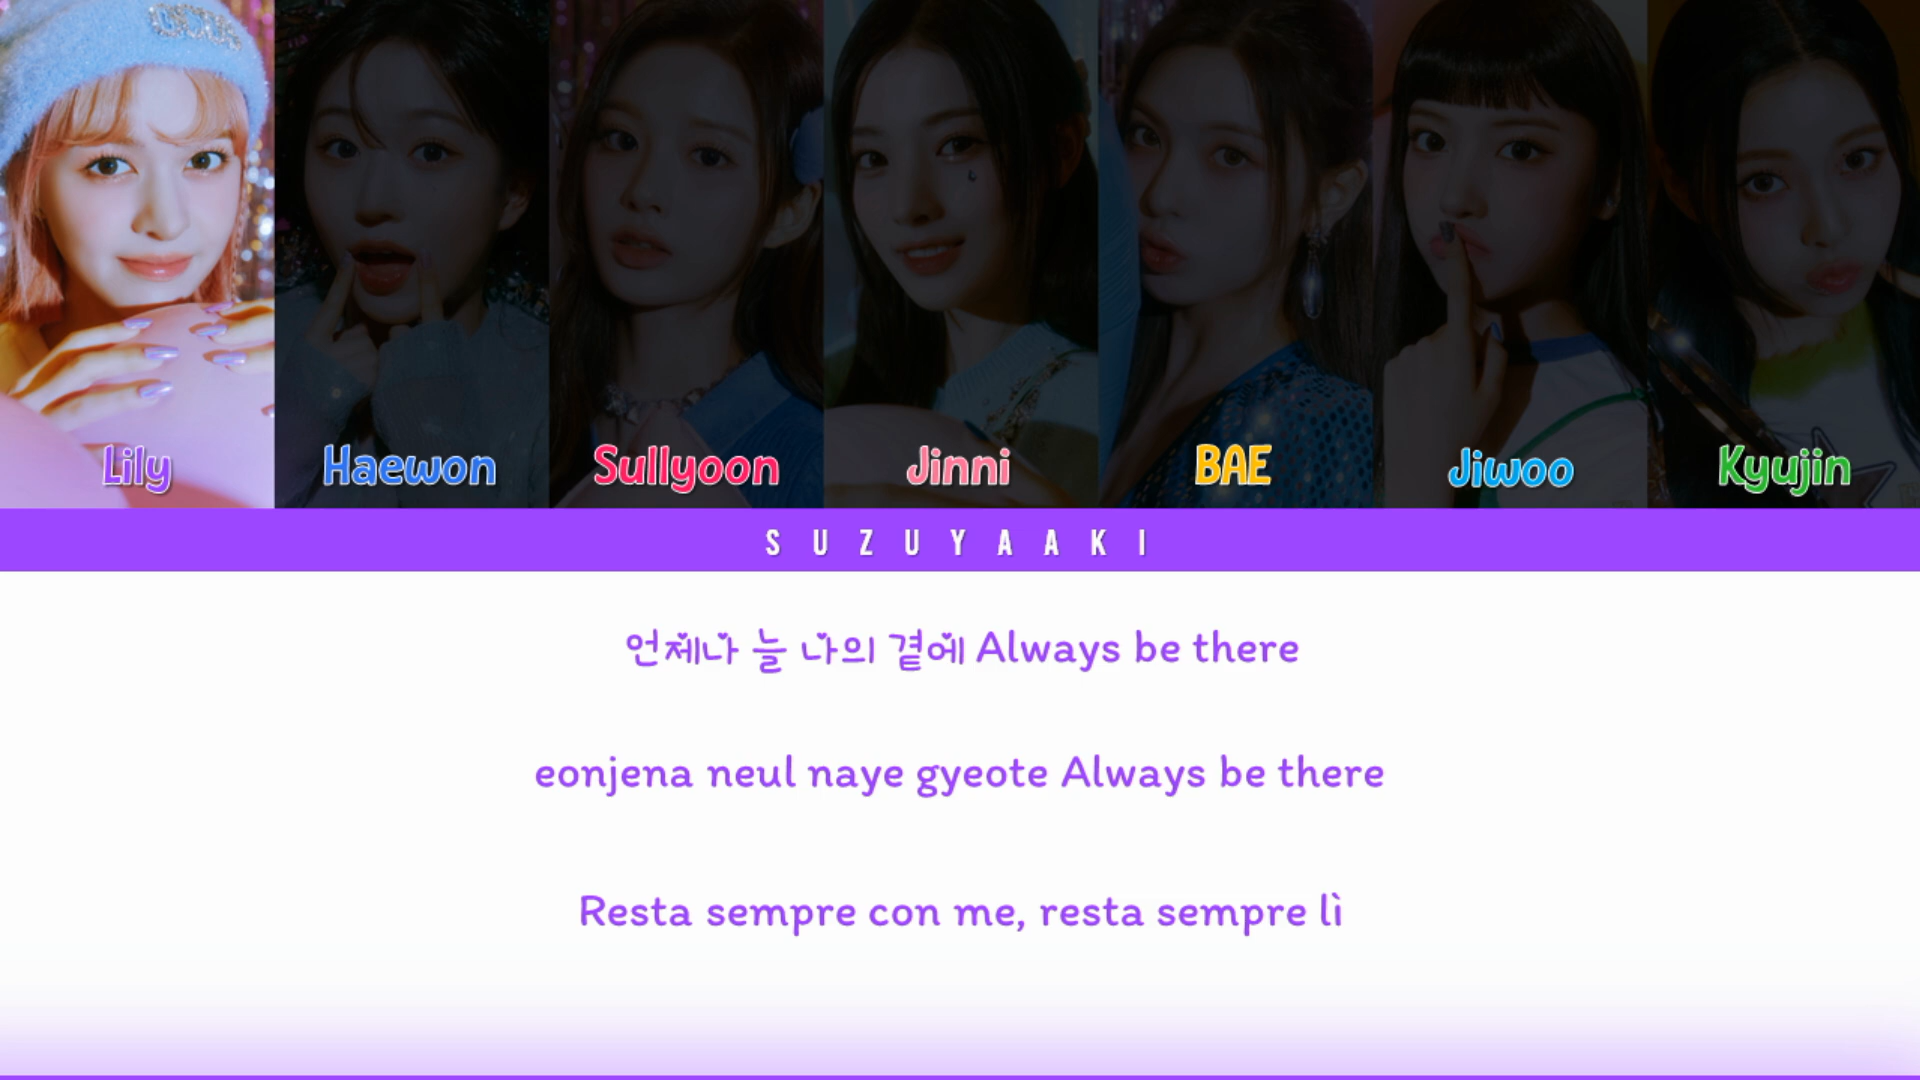 Lily Haewon Sullyoon Jinni BAE Jiwoo Kyujin
SUZUYAAKI
언제나 늘 나의 곁에 Always be there
eonjena neul naye gyeote Always be there
Resta sempre con me, resta sempre lì